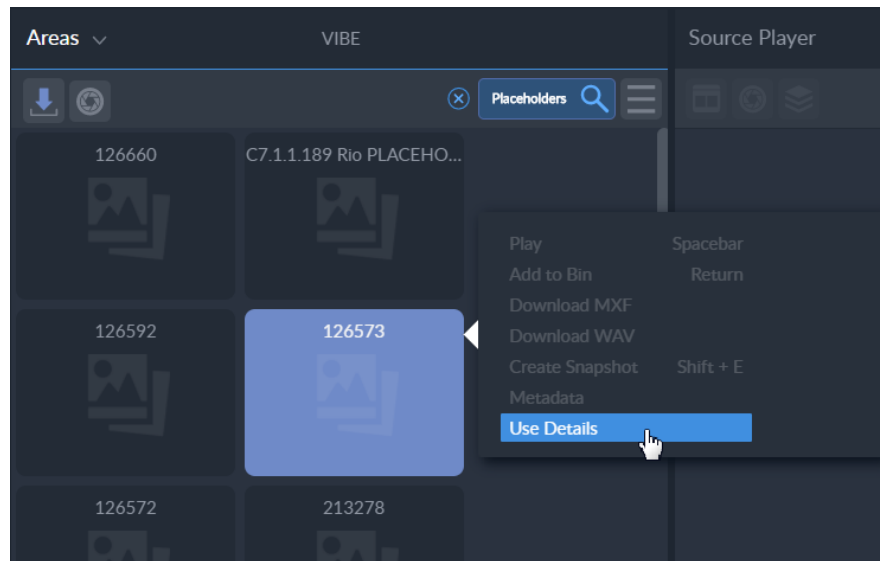 Areas VIBE Source Player
Placeholders
126660 C7.1.1.189 Rio PLACEHO...
Play Spacebar
Add to Bin Return
Download MXF
126592 126573 Download WAV
Create Snapshot Shift + E
Metadata
Use Details
126572 213278